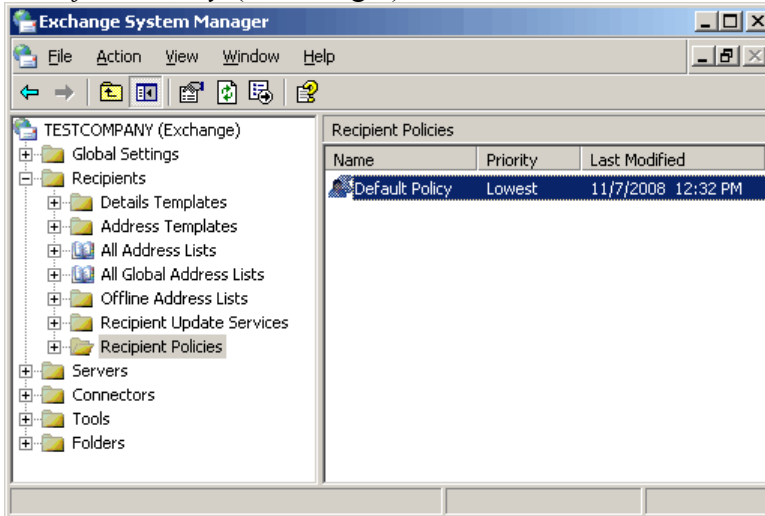 Exchange System Manager
File Action View Window Help
TESTCOMPANY (Exchange)
Global Settings
Recipients
Details Templates
Address Templates
All Address Lists
All Global Address Lists
Offline Address Lists
Recipient Update Services
Recipient Policies
Servers
Connectors
Tools
Folders
Recipient Policies
Name Priority Last Modified
Default Policy Lowest 11/7/2008 12:32 PM